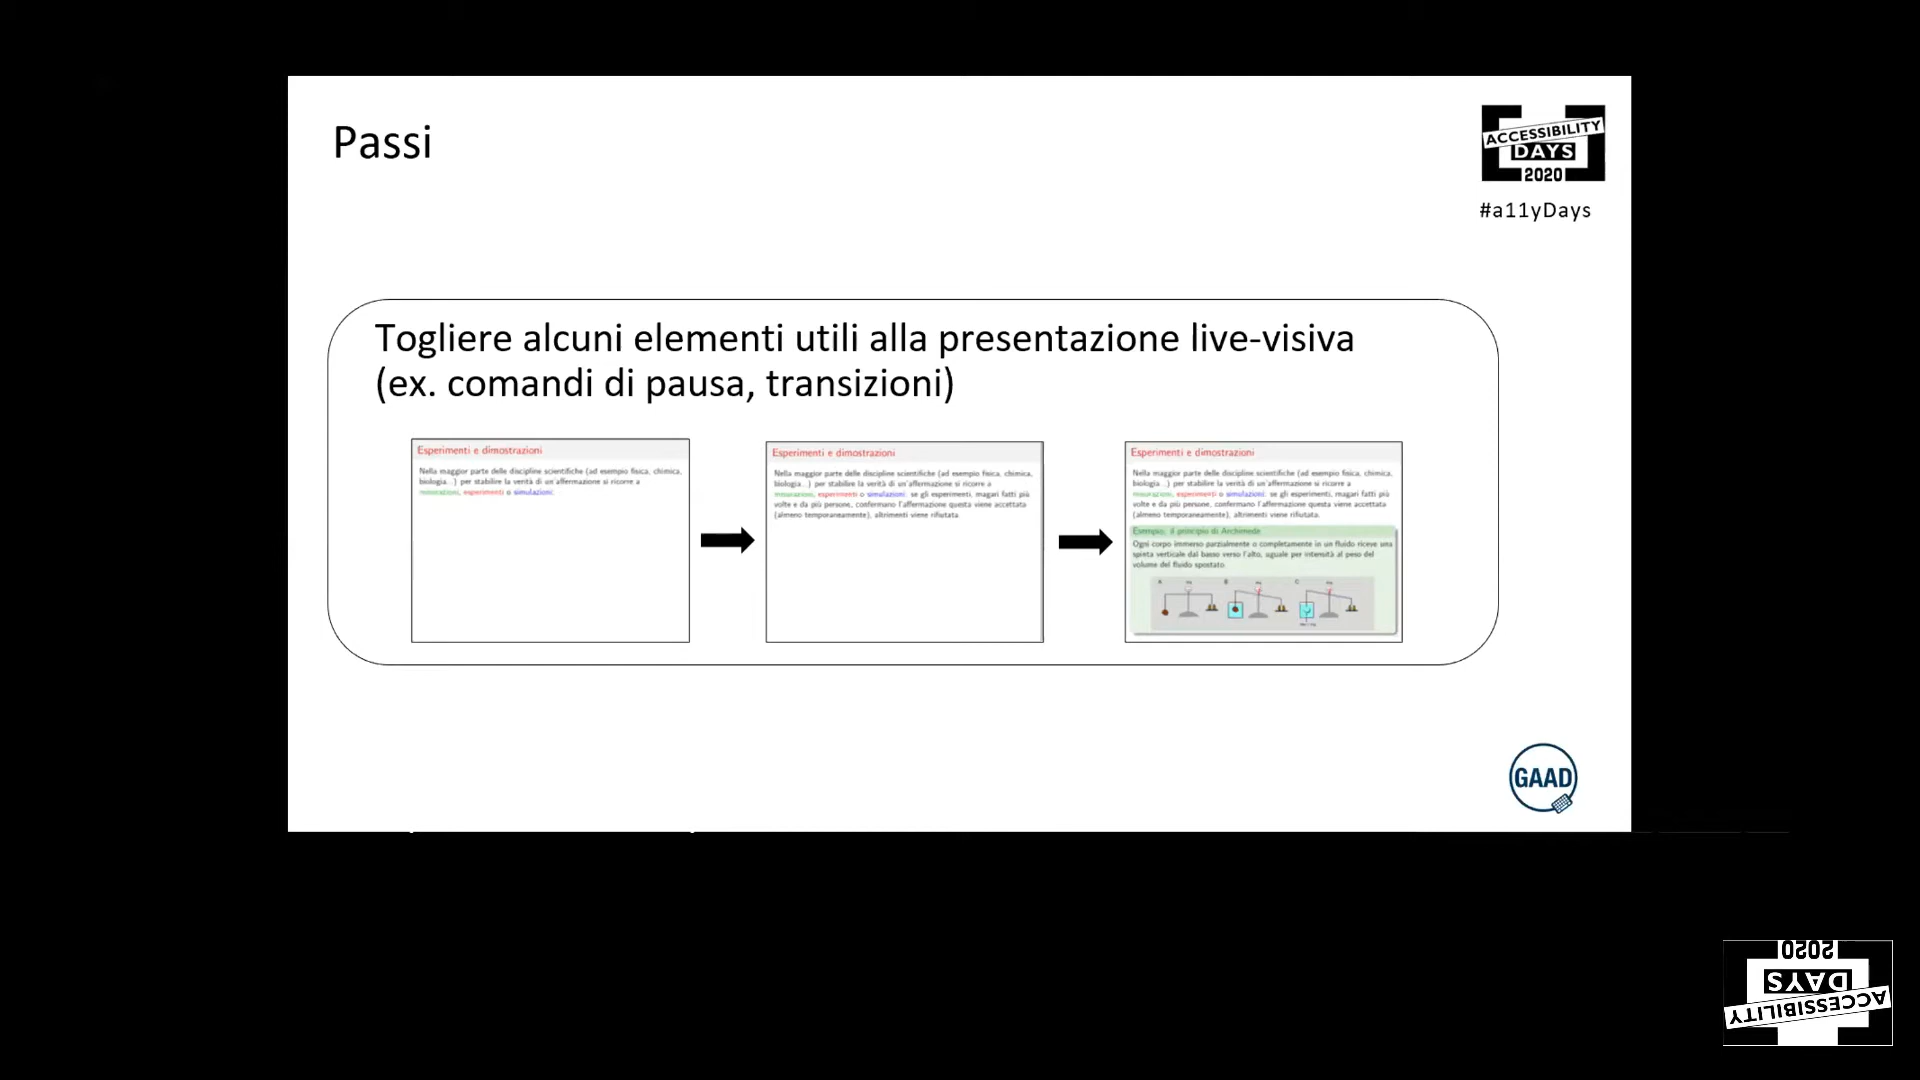 Passi
ACCESSIBILITY
DAYS
2020
#a11yDays
Togliere alcuni elementi utili alla presentazione live-visiva
(ex. comandi di pausa, transizioni)
Esperimenti e dimostrazioni
Nella maggior parte delle discipline scientifiche (ad esempio fisica, chimica,
biologia...) per stabilire la verità di un'affermazione si ricorre a
misurazioni, esperimenti o simulazioni:
Esperimenti e dimostrazioni
Nella maggior parte delle discipline scientifiche (ad esempio fisica, chimica,
biologia...) per stabilire la verità di un'affermazione si ricorre a
misurazioni, esperimenti o simulazioni: se gli esperimenti, magari fatti più
volte e da più persone, confermano l'affermazione questa viene accettata
(almeno temporaneamente), altrimenti viene rifiutata.
Esperimenti e dimostrazioni
Nella maggior parte delle discipline scientifiche (ad esempio fisica, chimica,
biologia...) per stabilire la verità di un'affermazione si ricorre a
misurazioni, esperimenti o simulazioni: se gli esperimenti, magari fatti più
volte e da più persone, confermano l'affermazione questa viene accettata
(almeno temporaneamente), altrimenti viene rifiutata.
Esempio: il principio di Archimede
Ogni corpo immerso parzialmente o completamente in un fluido riceve una
spinta verticale dal basso verso l'alto, uguale per intensità al peso del
volume del fluido spostato.
A B C
GAAD
ACCESSIBILITY
DAYS
2020